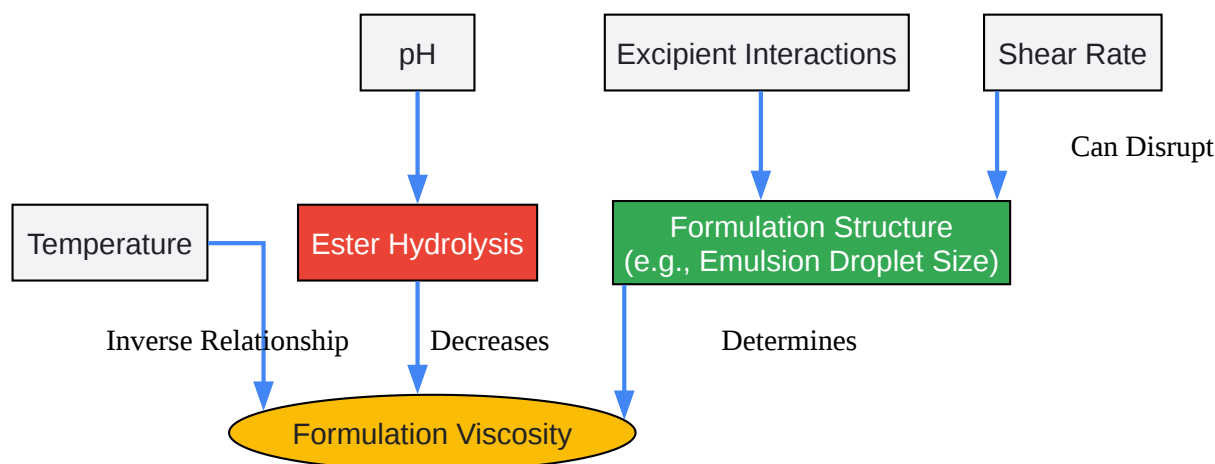 pH
Excipient Interactions
Shear Rate
Can Disrupt
Temperature
Ester Hydrolysis
Formulation Structure
(e.g., Emulsion Droplet Size)
Inverse Relationship
Decreases
Determines
Formulation Viscosity